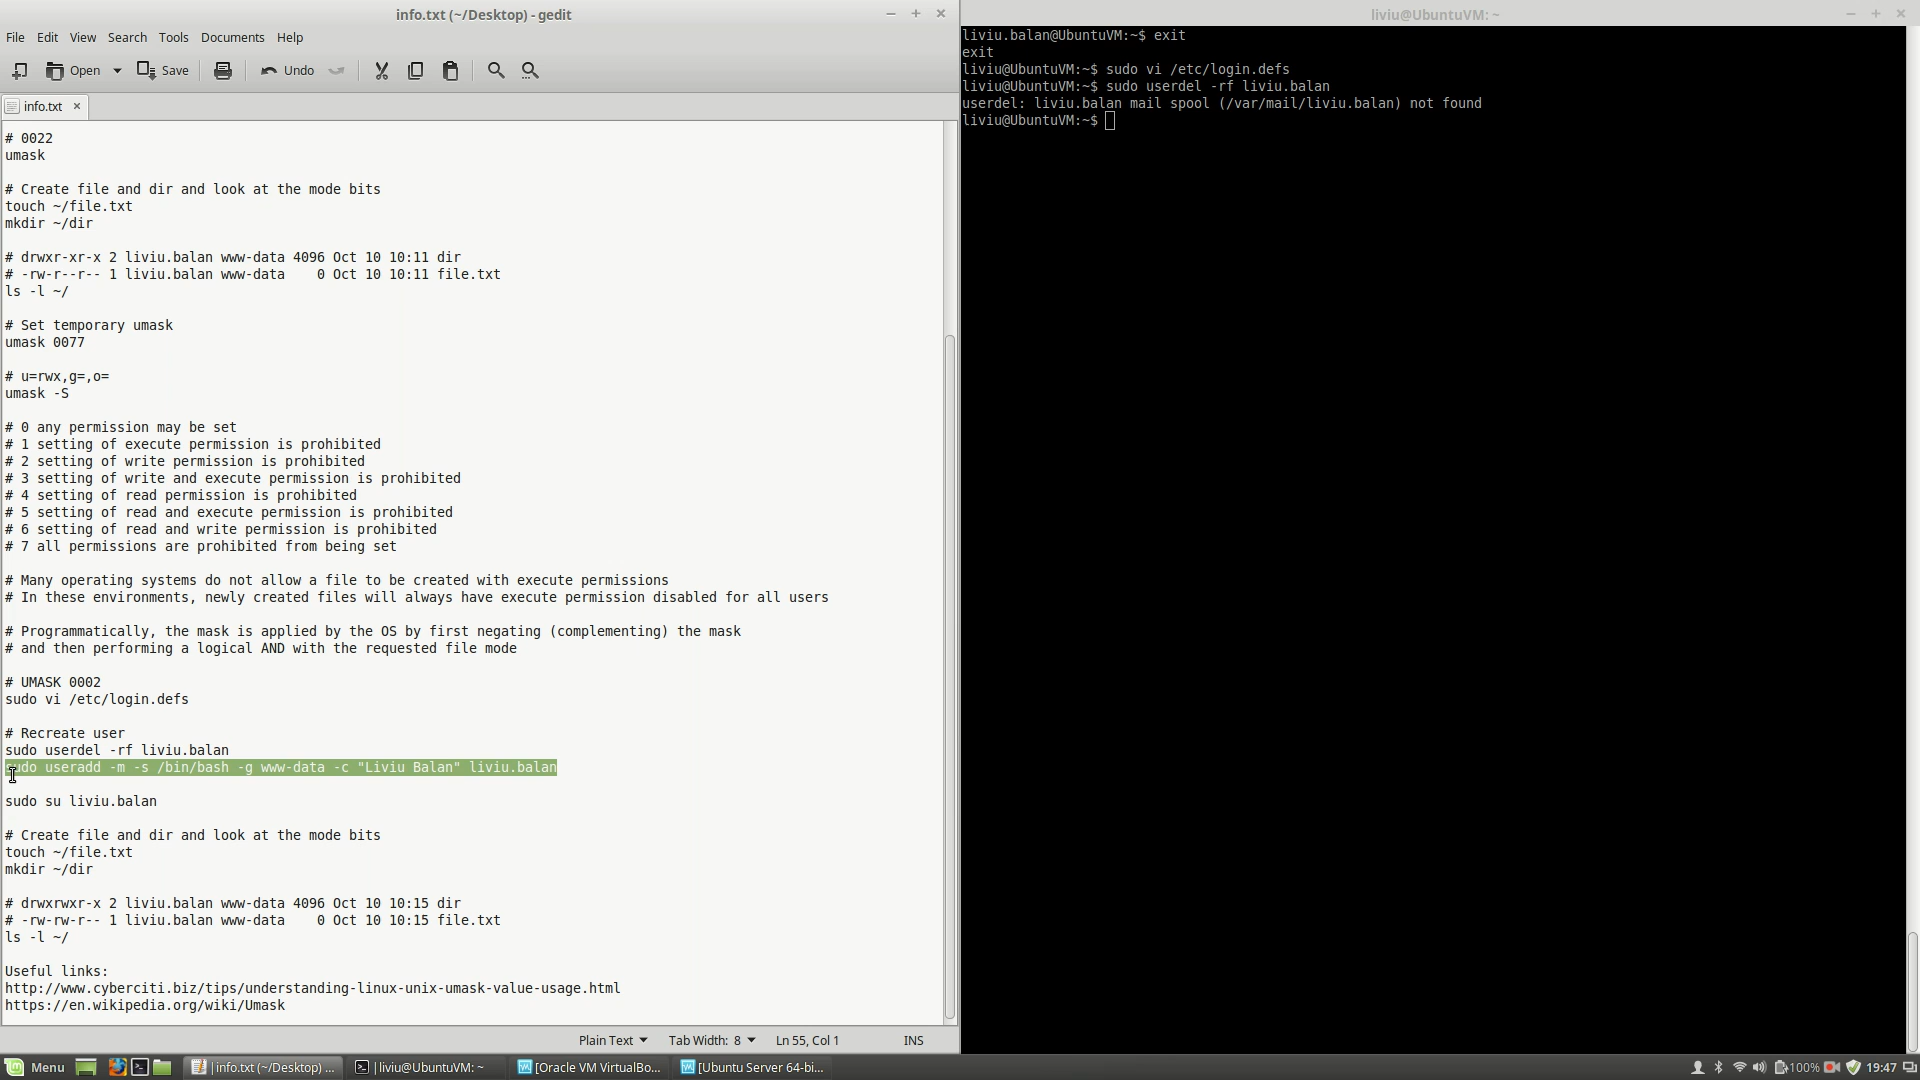 info.txt (~/Desktop) - gedit
File Edit View Search Tools Documents Help
Open Save Undo
info.txt
# 0022
umask
# Create file and dir and look at the mode bits
touch ~/file.txt
mkdir ~/dir
# drwxr-xr-x 2 liviu.balan www-data 4096 Oct 10 10:11 dir
# -rw-r--r-- 1 liviu.balan www-data    0 Oct 10 10:11 file.txt
ls -l ~/
# Set temporary umask
umask 0077
# u=rwx,g=,o=
umask -S
# 0 any permission may be set
# 1 setting of execute permission is prohibited
# 2 setting of write permission is prohibited
# 3 setting of write and execute permission is prohibited
# 4 setting of read permission is prohibited
# 5 setting of read and execute permission is prohibited
# 6 setting of read and write permission is prohibited
# 7 all permissions are prohibited from being set
# Many operating systems do not allow a file to be created with execute permissions
# In these environments, newly created files will always have execute permission disabled for all users
# Programmatically, the mask is applied by the OS by first negating (complementing) the mask
# and then performing a logical AND with the requested file mode
# UMASK 0002
sudo vi /etc/login.defs
# Recreate user
sudo userdel -rf liviu.balan
sudo useradd -m -s /bin/bash -g www-data -c "Liviu Balan" liviu.balan
sudo su liviu.balan
# Create file and dir and look at the mode bits
touch ~/file.txt
mkdir ~/dir
# drwxrwxr-x 2 liviu.balan www-data 4096 Oct 10 10:15 dir
# -rw-rw-r-- 1 liviu.balan www-data    0 Oct 10 10:15 file.txt
ls -l ~/
Useful links:
http://www.cyberciti.biz/tips/understanding-linux-unix-umask-value-usage.html
https://en.wikipedia.org/wiki/Umask
Plain Text Tab Width: 8 Ln 55, Col 1 INS
liviu@UbuntuVM: ~
liviu.balan@UbuntuVM:~$ exit
exit
liviu@UbuntuVM:~$ sudo vi /etc/login.defs
liviu@UbuntuVM:~$ sudo userdel -rf liviu.balan
userdel: liviu.balan mail spool (/var/mail/liviu.balan) not found
liviu@UbuntuVM:~$
Menu |info.txt (~/Desktop) ... |liviu@UbuntuVM: ~ [Oracle VM VirtualBo... [Ubuntu Server 64-bi... 100% 19:47